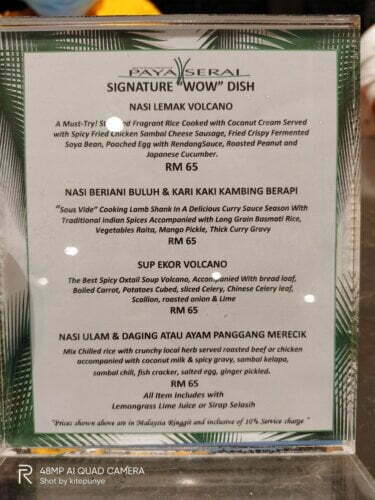 PAYA SERAI
SIGNATURE "WOW" DISH
NASI LEMAK VOLCANO
A Must-Try! Steamed Fragrant Rice Cooked with Coconut Cream Served
with Spicy Fried Chicken Sambal Cheese Sausage, Fried Crispy Fermented
Soya Bean, Poached Egg with RendangSauce, Roasted Peanut and
Japanese Cucumber.
RM 65
NASI BERIANI BULUH & KARI KAKI KAMBING BERAPI
"Sous Vide" Cooking Lamb Shank In A Delicious Curry Sauce Season With
Traditional Indian Spices Accompanied with Long Grain Basmati Rice,
Vegetables Raita, Mango Pickle, Thick Curry Gravy
RM 65
SUP EKOR VOLCANO
The Best Spicy Oxtail Soup Volcano, Accompanied With bread loaf,
Boiled Carrot, Potatoes Cubed, sliced Celery, Chinese Celery leaf,
Scallion, roasted onion & Lime
RM 65
NASI ULAM & DAGING ATAU AYAM PANGGANG MERECIK
Mix Chilled rice with crunchy local herb served roasted beef or chicken
accompanied with coconut milk & spicy gravy, sambal kelapa,
sambal chili, fish cracker, salted egg, ginger pickled.
RM 65
All Item Includes with
Lemongrass Lime Juice or Sirap Selasih
"Prices shown above are in Malaysia Ringgit and inclusive of 10% Service charge"
48MP AI QUAD CAMERA
Shot by kitepunye